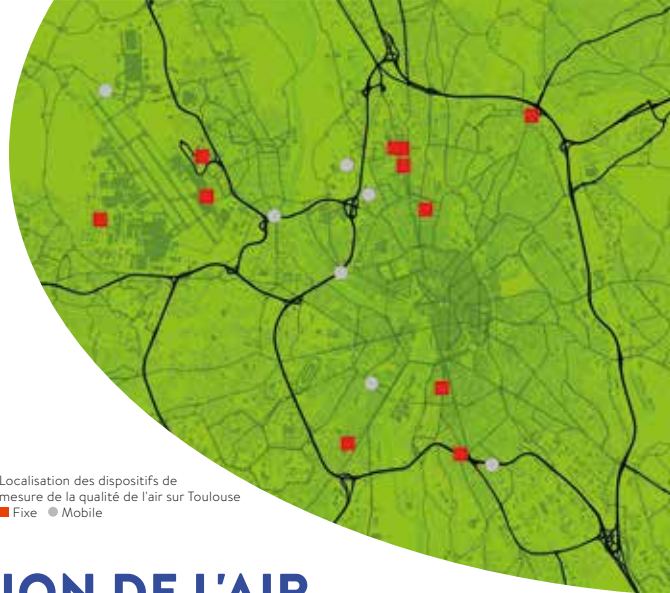 Localisation des dispositifs de
mesure de la qualité de l'air sur Toulouse
Fixe Mobile
ION DE L'AIR